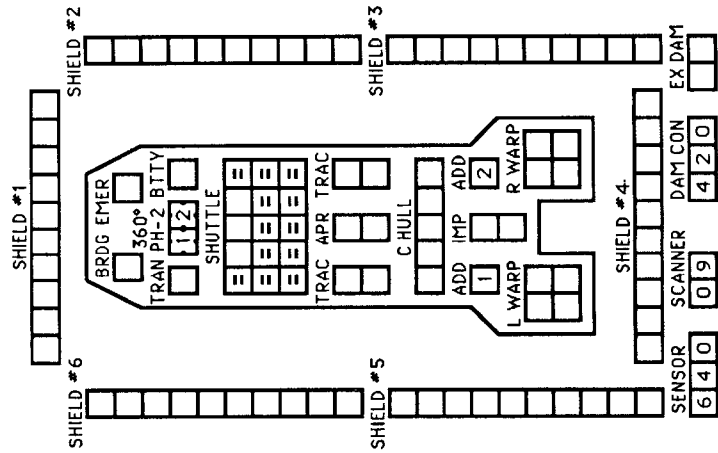 SHIELD #1
SHIELD #6 SHIELD #2
BRDG EMER
360°
TRAN PH-2 BTTY
1 2
SHUTTLE
TRAC APR TRAC
SHIELD #5 SHIELD #3
C HULL
ADD IMP ADD
1 2
L WARP R WARP
SHIELD #4
SENSOR SCANNER DAM CON EX DAM
6 4 0 0 9 4 2 0